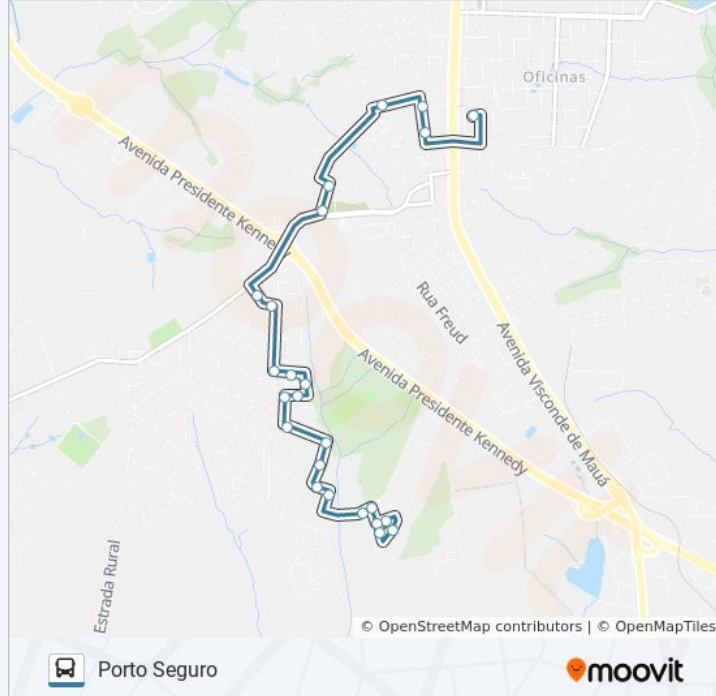 Oficinas
Avenida Presidente Kennedy
Rua Freud
Avenida Visconde de Mauá
Avenida Presidente Kennedy
Estrada Rural
© OpenStreetMap contributors | © OpenMapTiles
Porto Seguro
moovit